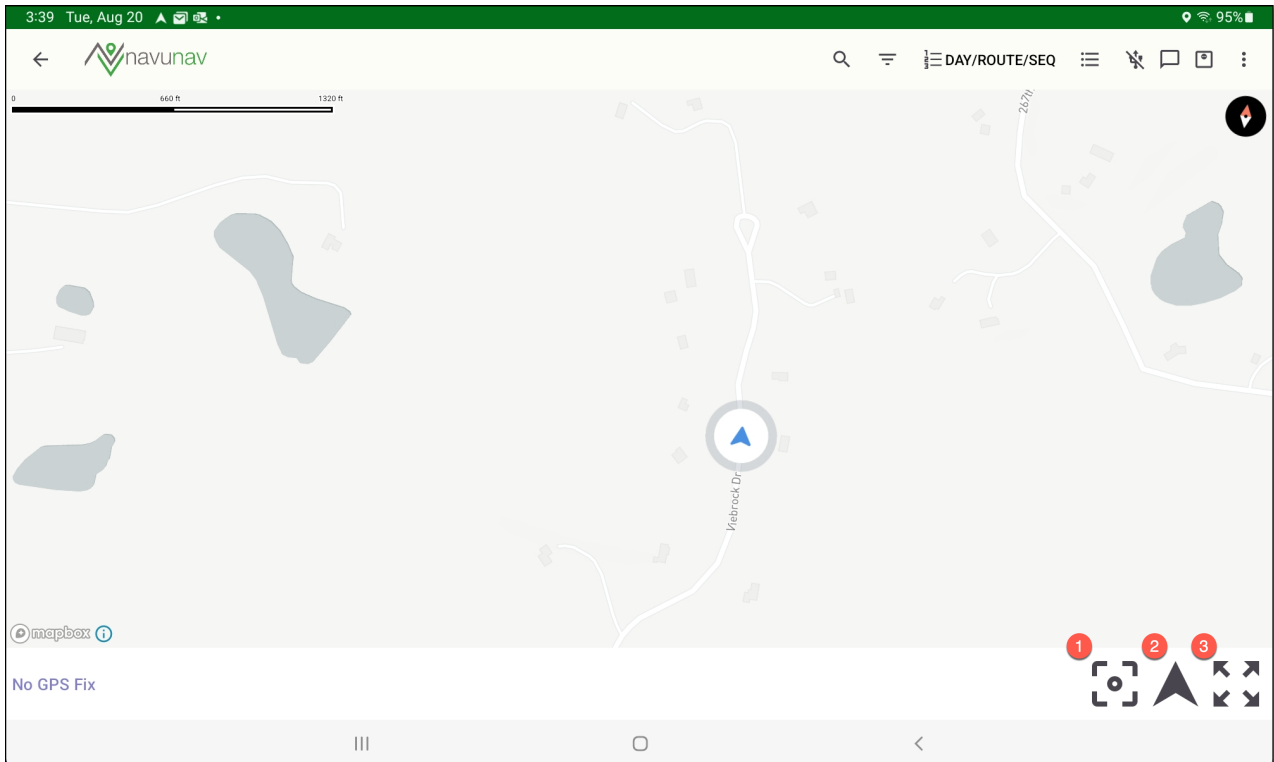 3:39 Tue, Aug 20 95%
navunav
DAY/ROUTE/SEQ
0 660 ft 1320 ft
267th
Viebrock Dr
mapbox
1 2 3
No GPS Fix